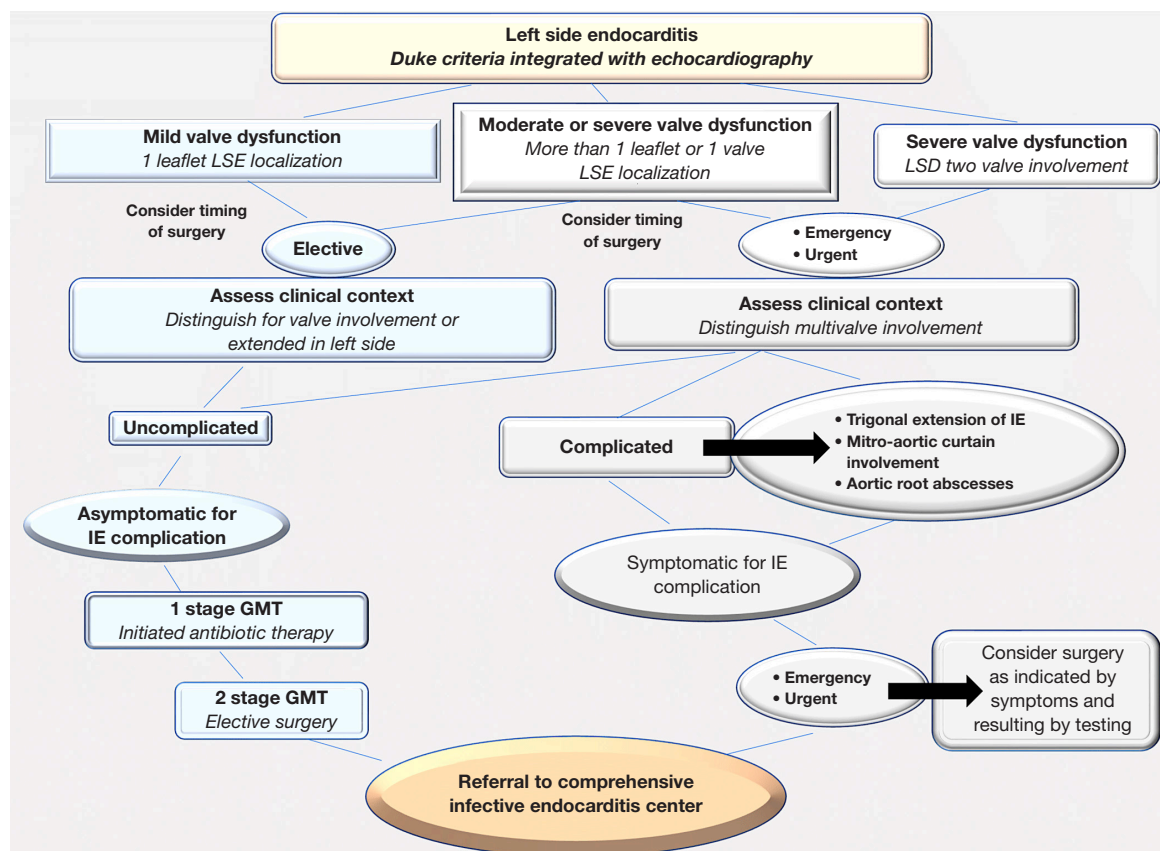 Left side endocarditis
Duke criteria integrated with echocardiography
Mild valve dysfunction
1 leaflet LSE localization
Moderate or severe valve dysfunction
More than 1 leaflet or 1 valve
LSE localization
Severe valve dysfunction
LSD two valve involvement
Consider timing
of surgery
Elective
Consider timing
of surgery
• Emergency
• Urgent
Assess clinical context
Distinguish for valve involvement or
extended in left side
Assess clinical context
Distinguish multivalve involvement
Uncomplicated
Complicated
• Trigonal extension of IE
• Mitro-aortic curtain
involvement
• Aortic root abscesses
Asymptomatic for
IE complication
Symptomatic for IE
complication
1 stage GMT
Initiated antibiotic therapy
2 stage GMT
Elective surgery
• Emergency
• Urgent
Consider surgery
as indicated by
symptoms and
resulting by testing
Referral to comprehensive
infective endocarditis center